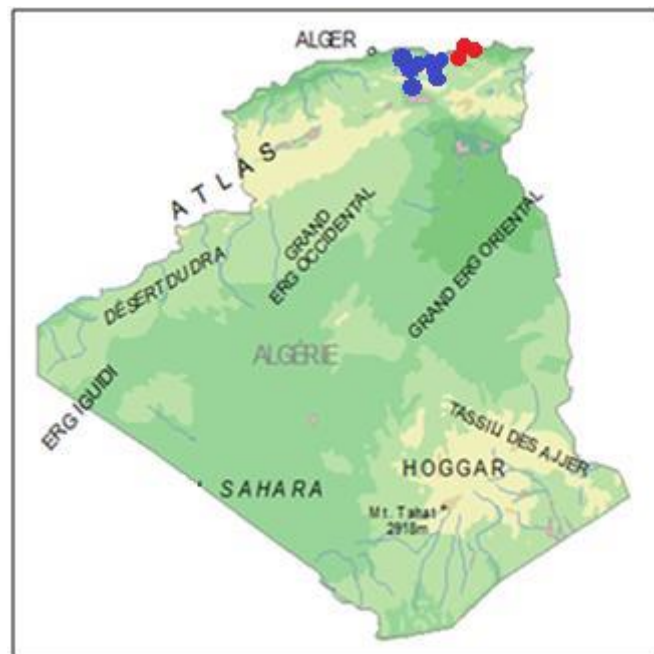 ALGER
ATLAS
GRAND
ERG OCCIDENTAL
GRAND ERG ORIENTAL
DÉSERT DU DRA
ALGÉRIE
ERG IGUIDI
TASSILI DES AJJER
HOGGAR
SAHARA
Mt. Tahat
2918m